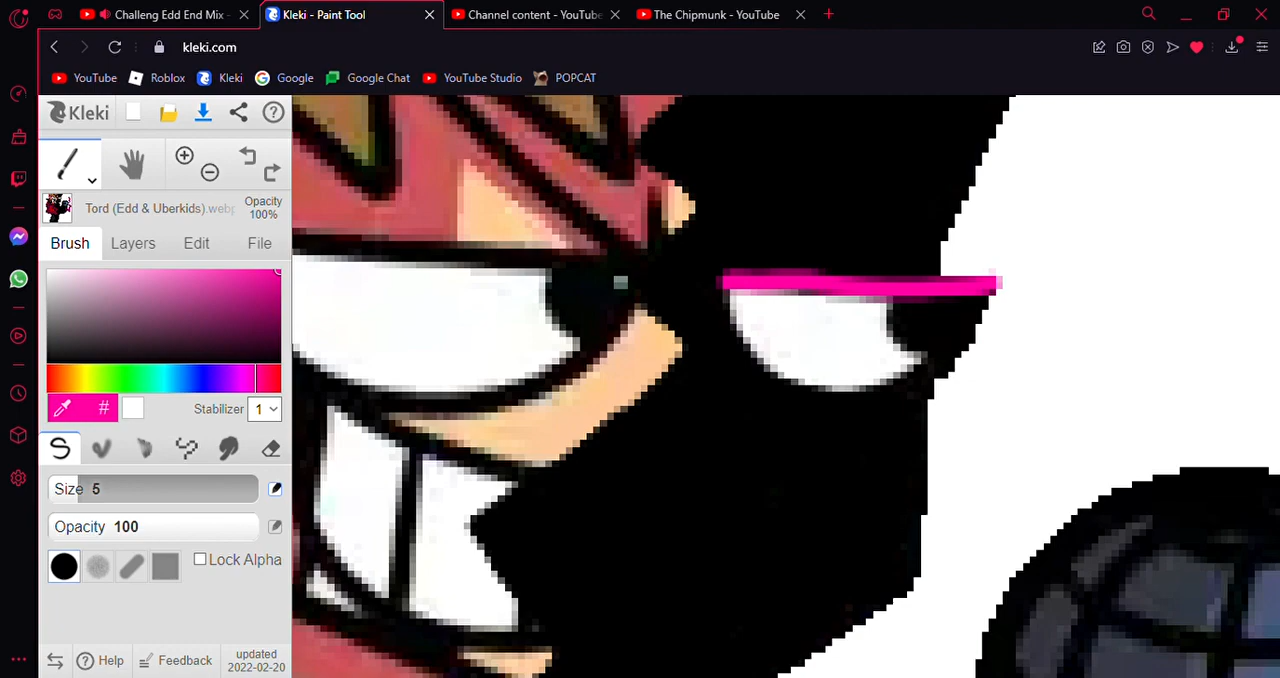 Challeng Edd End Mix -
Kleki - Paint Tool
Channel content - YouTube
The Chipmunk - YouTube
kleki.com
YouTube
Roblox
Kleki
Google
Google Chat
YouTube Studio
POPCAT
Kleki
Tord (Edd & Uberkids).webp
Opacity
100%
Brush
Layers
Edit
File
#
Stabilizer
1
Size 5
Opacity 100
Lock Alpha
Help
Feedback
updated
2022-02-20